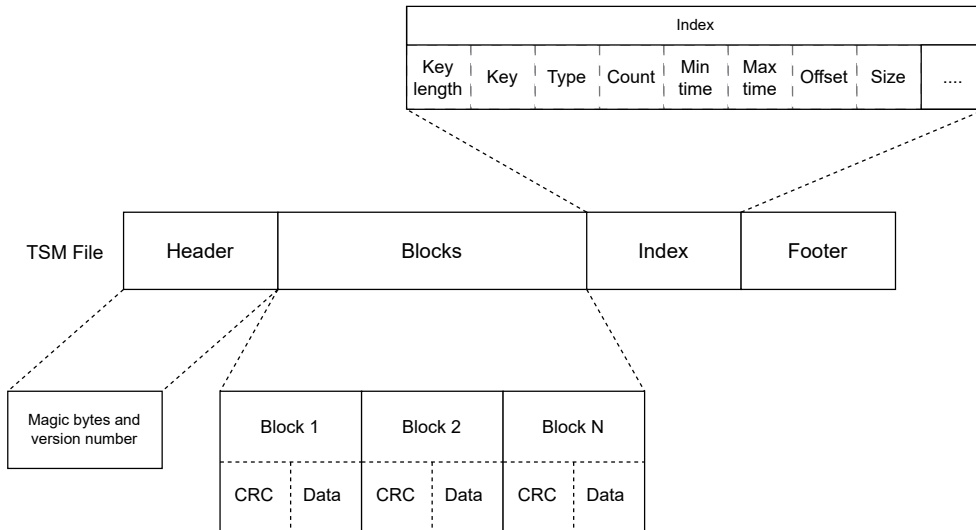 Index
Key length Key Type Count Min time Max time Offset Size ....
TSM File Header Blocks Index Footer
Magic bytes and
version number
Block 1 Block 2 Block N
CRC Data CRC Data CRC Data